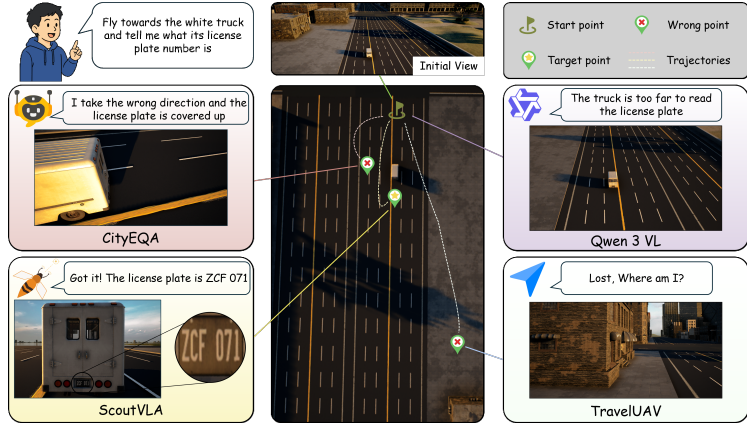 Fly towards the white truck
and tell me what its license
plate number is
Initial View
Start point
Wrong point
Target point
Trajectories
I take the wrong direction and the
license plate is covered up
CityEQA
The truck is too far to read
the license plate
Qwen 3 VL
Got it! The license plate is ZCF 071
ZCF 071
ScoutVLA
Lost, Where am I?
TravelUAV